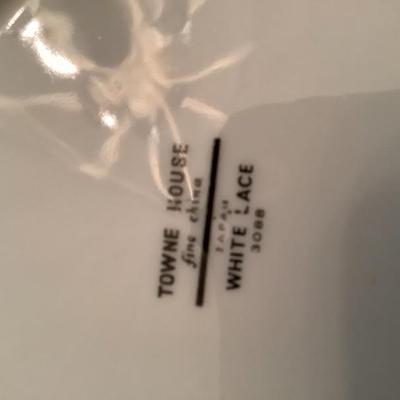 TOWNE HOUSE
fine china
JAPAN
WHITE LACE
3088